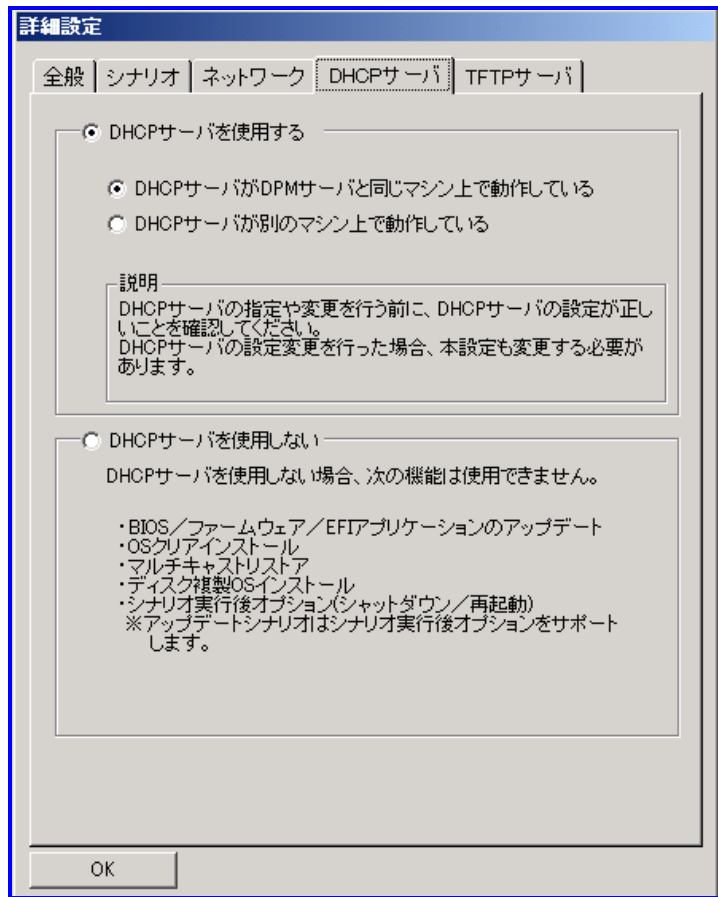 詳細設定
全般
シナリオ
ネットワーク
DHCPサーバ
TFTPサーバ
DHCPサーバを使用する
DHCPサーバがDPMサーバと同じマシン上で動作している
DHCPサーバが別のマシン上で動作している
説明
DHCPサーバの指定や変更を行う前に、DHCPサーバの設定が正し
いことを確認してください。
DHCPサーバの設定変更を行った場合、本設定も変更する必要が
あります。
DHCPサーバを使用しない
DHCPサーバを使用しない場合、次の機能は使用できません。
・BIOS／ファームウェア／EFIアプリケーションのアップデート
・OSクリアインストール
・マルチキャストリストア
・ディスク複製OSインストール
・シナリオ実行後オプション(シャットダウン／再起動)
※アップデートシナリオはシナリオ実行後オプションをサポート
します。
OK